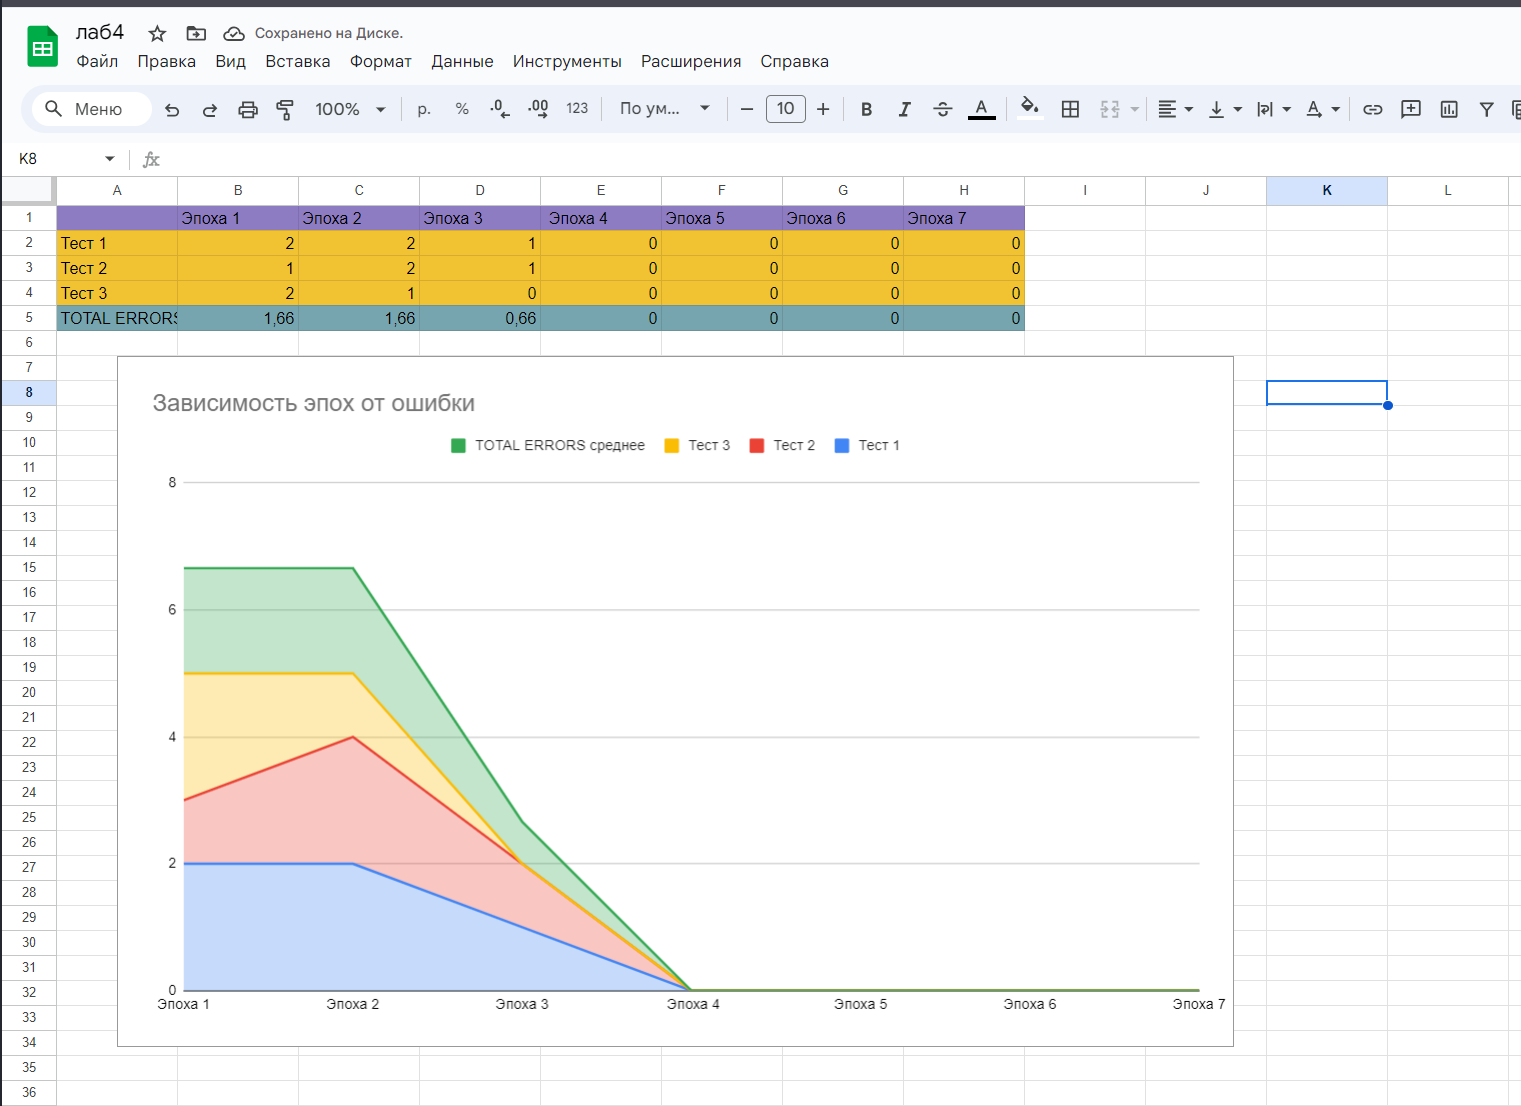 лаб4 Сохранено на Диске.
Файл Правка Вид Вставка Формат Данные Инструменты Расширения Справка
Меню 100% р. % .0 .00 123 По ум... 10 B I A
K8 fx
A B C D E F G H I J K L
1 Эпоха 1 Эпоха 2 Эпоха 3 Эпоха 4 Эпоха 5 Эпоха 6 Эпоха 7
2 Тест 1 2 2 1 0 0 0 0
3 Тест 2 1 2 1 0 0 0 0
4 Тест 3 2 1 0 0 0 0 0
5 TOTAL ERRORS 1,66 1,66 0,66 0 0 0 0
6
7
8
9
10
11
12
13
14
15
16
17
18
19
20
21
22
23
24
25
26
27
28
29
30
31
32
33
34
35
36
Зависимость эпох от ошибки
TOTAL ERRORS среднее Тест 3 Тест 2 Тест 1
8
6
4
2
0
Эпоха 1 Эпоха 2 Эпоха 3 Эпоха 4 Эпоха 5 Эпоха 6 Эпоха 7